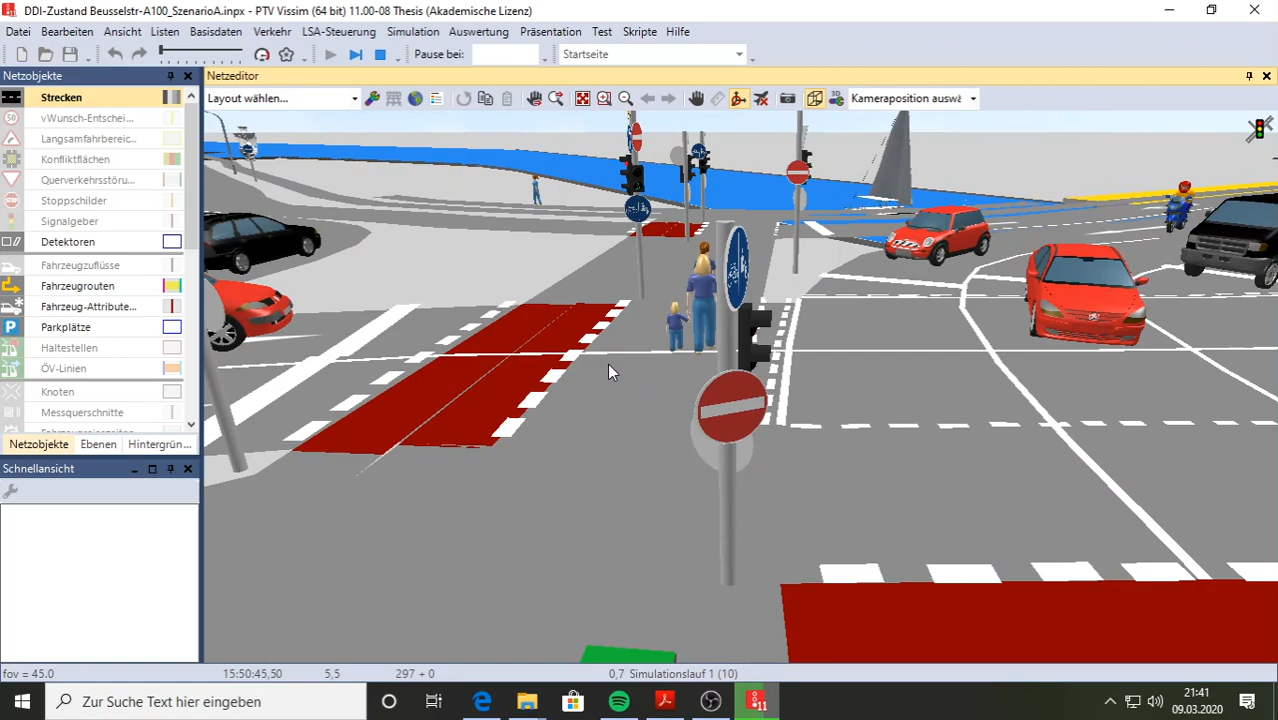 DDI-Zustand Beusselstr-A100_SzenarioA.inpx - PTV Vissim (64 bit) 11.00-08 Thesis (Akademische Lizenz)
Datei Bearbeiten Ansicht Listen Basisdaten Verkehr LSA-Steuerung Simulation Auswertung Präsentation Test Skripte Hilfe
Pause bei: Startseite
Netzobjekte
Netzeditor
Layout wählen... Kameraposition auswä
Strecken
vWunsch-Entschei...
Langsamfahrbereic...
Konfliktflächen
Querverkehrsstöru...
Stoppschilder
Signalgeber
Detektoren
Fahrzeugzuflüsse
Fahrzeugrouten
Fahrzeug-Attribute...
Parkplätze
Haltestellen
ÖV-Linien
Knoten
Messquerschnitte
Netzobjekte Ebenen Hintergrün...
Schnellansicht
fov = 45.0 15:50:45,50 5,5 297 + 0 0,7 Simulationslauf 1 (10)
Zur Suche Text hier eingeben
21:41
09.03.2020